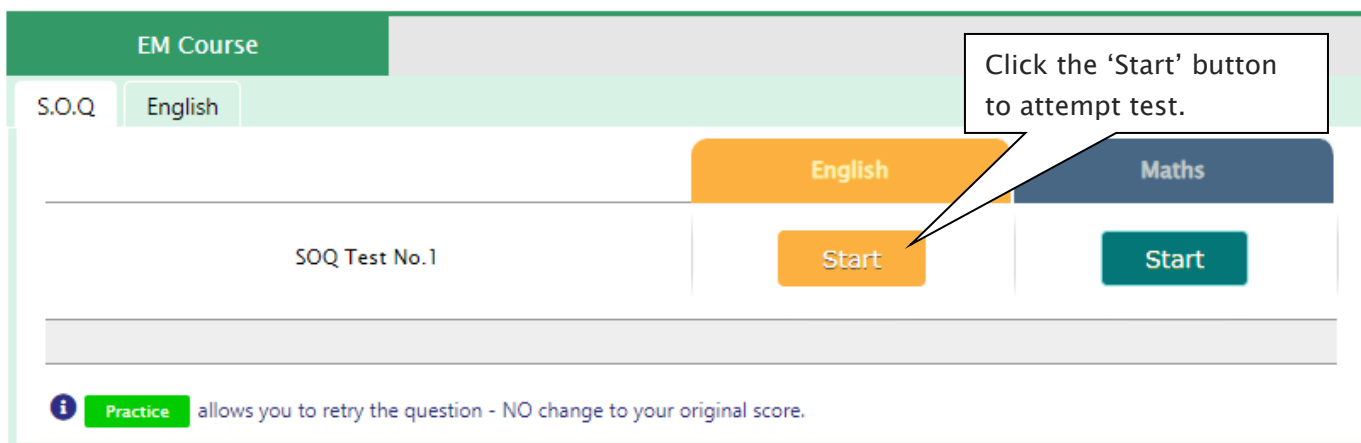 EM Course
Click the ‘Start’ button
to attempt test.
S.O.Q English
English Maths
SOQ Test No.1 Start Start
Practice allows you to retry the question - NO change to your original score.